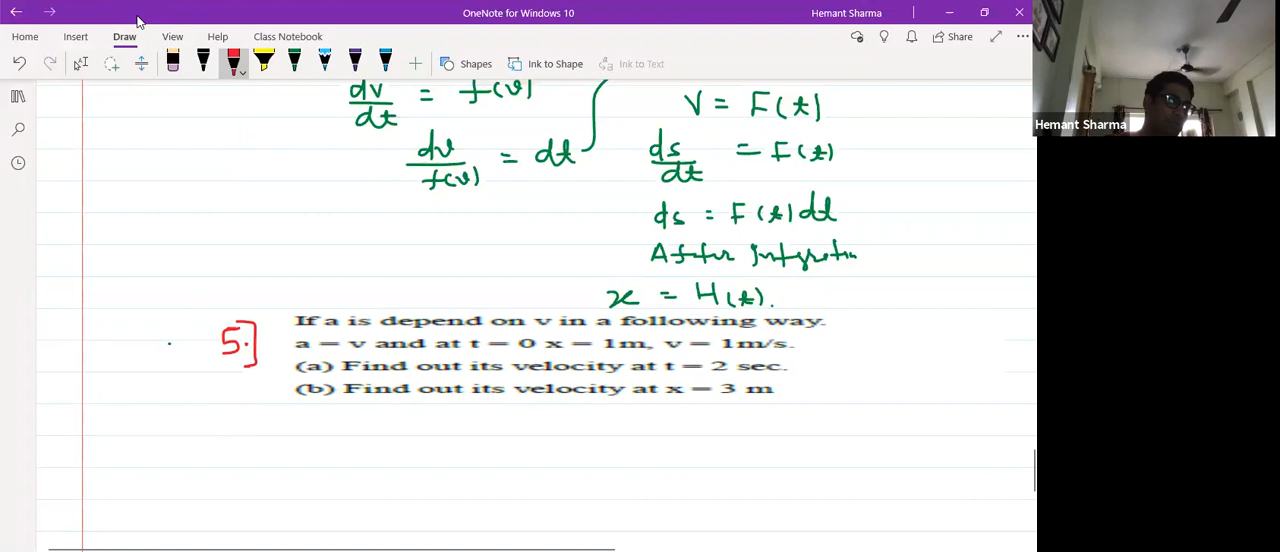 OneNote for Windows 10
Hemant Sharma
Home Insert Draw View Help Class Notebook Share
Shapes Ink to Shape Ink to Text
Hemant Sharma
dv/dt = f(v)
dv/f(v) = dt
V = F(t)
ds/dt = F(t)
ds = F(t)dt
After Integration
x = H(t).
5.]
If a is depend on v in a following way.
a = v and at t = 0 x = 1m, v = 1m/s.
(a) Find out its velocity at t = 2 sec.
(b) Find out its velocity at x = 3 m